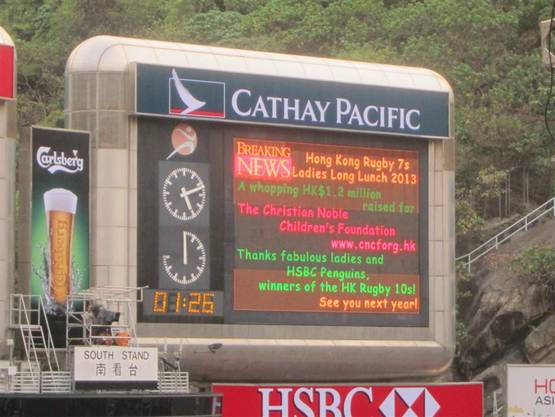 CATHAY PACIFIC
Carlsberg
BREAKING
NEWS
Hong Kong Rugby 7s
Ladies Long Lunch 2013
A whopping HK$1.2 million
raised for
The Christian Noble
Children's Foundation
www.cncforg.hk
Thanks fabulous ladies and
HSBC Penguins,
winners of the HK Rugby 10s!
See you next year!
01:26
SOUTH STAND
南看台
HSBC